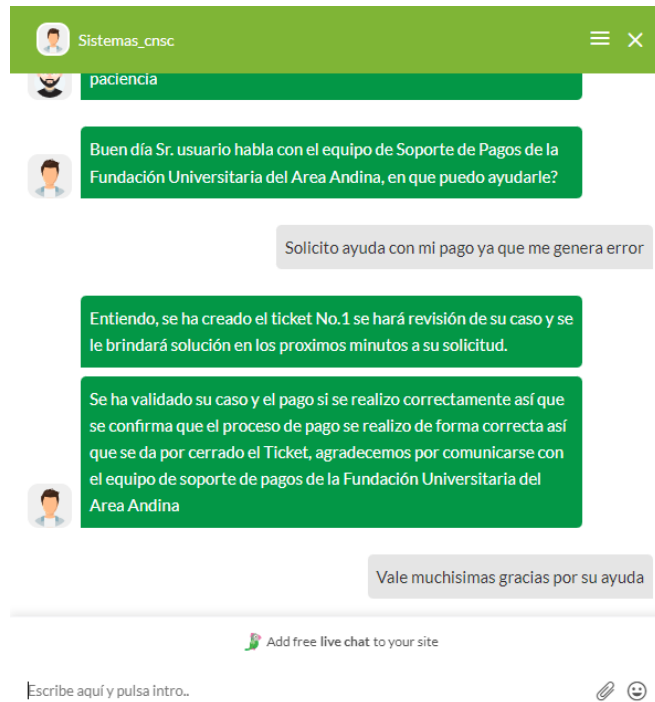 Sistemas_cnsc
paciencia
Buen día Sr. usuario habla con el equipo de Soporte de Pagos de la
Fundación Universitaria del Area Andina, en que puedo ayudarle?
Solicito ayuda con mi pago ya que me genera error
Entiendo, se ha creado el ticket No.1 se hará revisión de su caso y se
le brindará solución en los proximos minutos a su solicitud.
Se ha validado su caso y el pago si se realizo correctamente así que
se confirma que el proceso de pago se realizo de forma correcta así
que se da por cerrado el Ticket, agradecemos por comunicarse con
el equipo de soporte de pagos de la Fundación Universitaria del
Area Andina
Vale muchisimas gracias por su ayuda
Add free live chat to your site
Escribe aquí y pulsa intro..